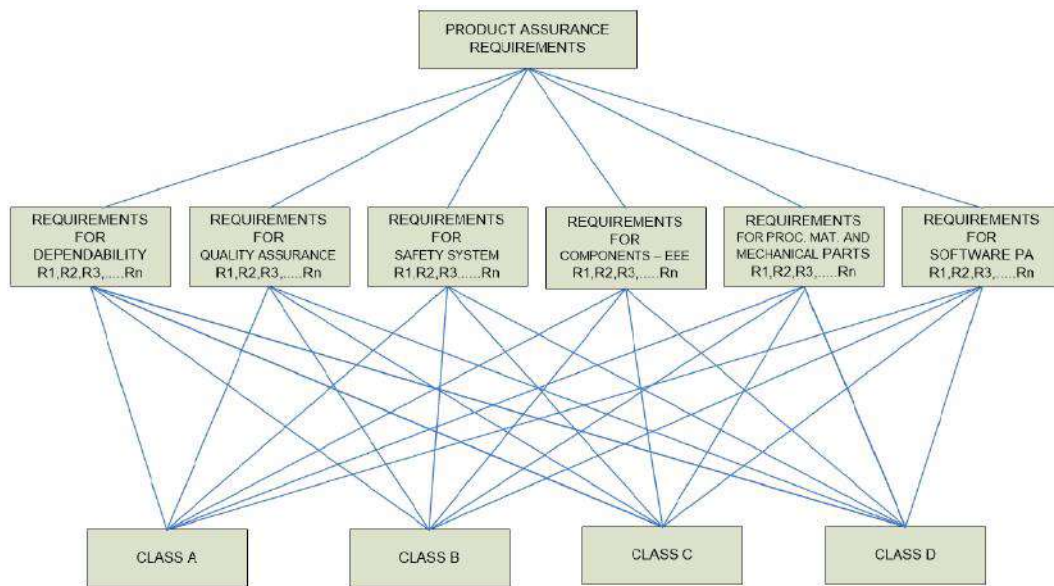 PRODUCT ASSURANCE
REQUIREMENTS
REQUIREMENTS
FOR
DEPENDABILITY
R1,R2,R3,.....Rn
REQUIREMENTS
FOR
QUALITY ASSURANCE
R1,R2,R3,.....Rn
REQUIREMENTS
FOR
SAFETY SYSTEM
R1,R2,R3......Rn
REQUIREMENTS
FOR
COMPONENTS – EEE
R1,R2,R3,.....Rn
REQUIREMENTS
FOR PROC. MAT. AND
MECHANICAL PARTS
R1,R2,R3,.....Rn
REQUIREMENTS
FOR
SOFTWARE PA
R1,R2,R3,.....Rn
CLASS A
CLASS B
CLASS C
CLASS D